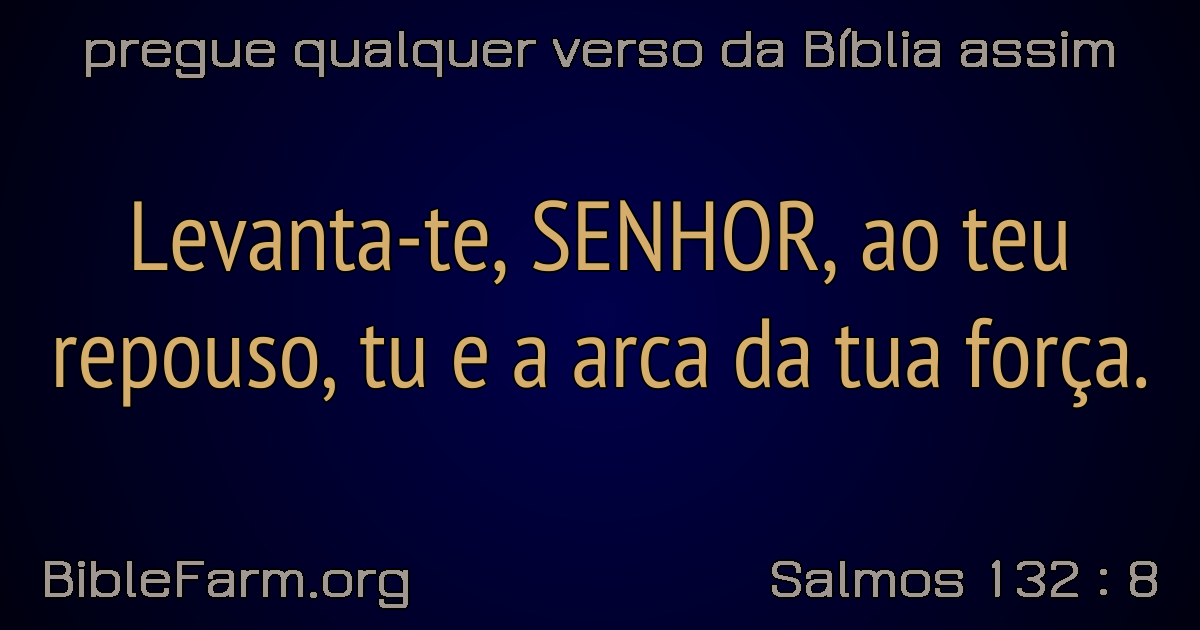 pregue qualquer verso da Bíblia assim
Levanta-te, SENHOR, ao teu
repouso, tu e a arca da tua força.
BibleFarm.org
Salmos 132 : 8